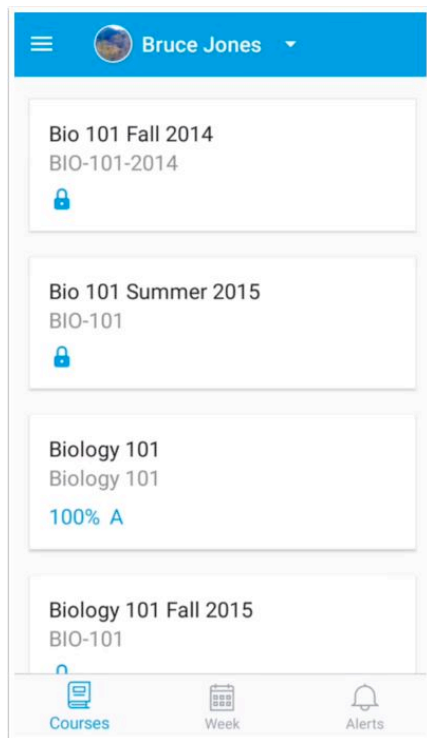 Bruce Jones
Bio 101 Fall 2014
BIO-101-2014
Bio 101 Summer 2015
BIO-101
Biology 101
Biology 101
100% A
Biology 101 Fall 2015
BIO-101
Courses
Week
Alerts